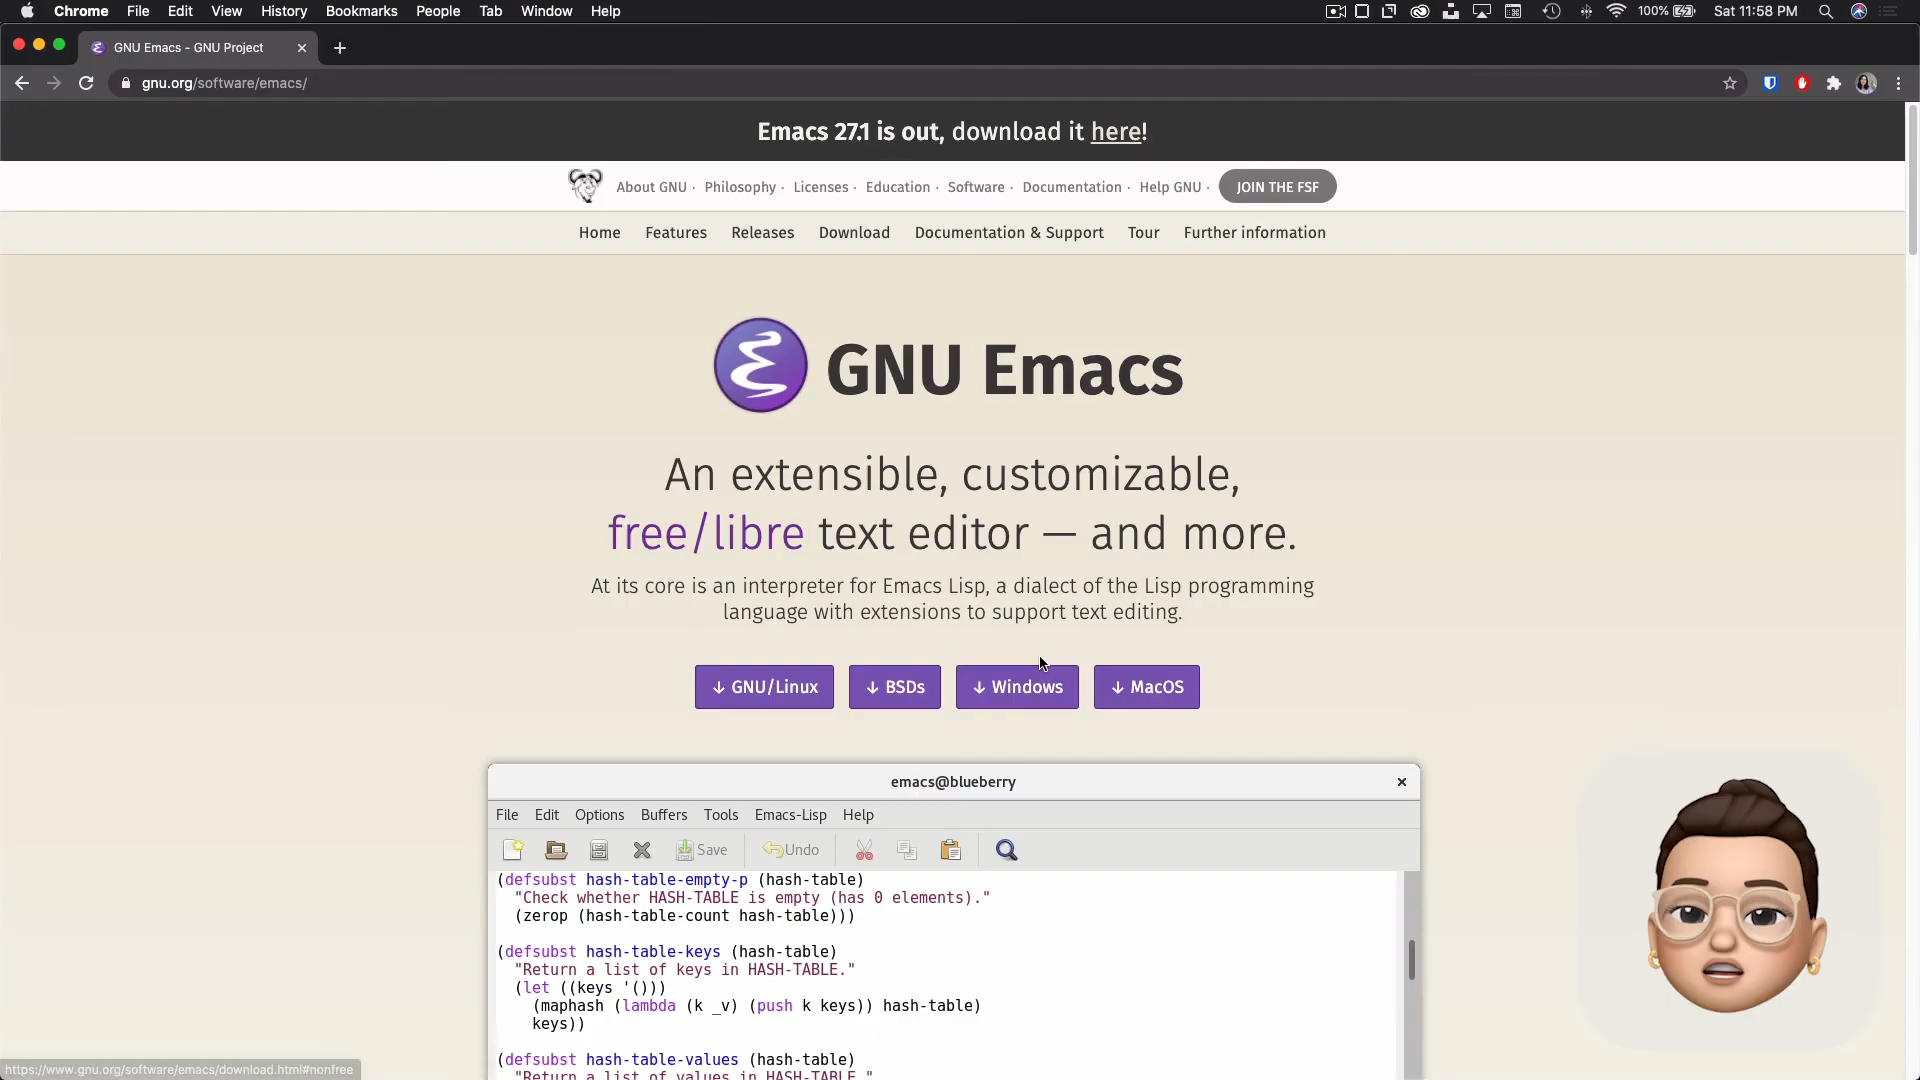 Chrome File Edit View History Bookmarks People Tab Window Help
100% Sat 11:58 PM
GNU Emacs - GNU Project
gnu.org/software/emacs/
Emacs 27.1 is out, download it here!
About GNU · Philosophy · Licenses · Education · Software · Documentation · Help GNU · JOIN THE FSF
Home Features Releases Download Documentation & Support Tour Further information
GNU Emacs
An extensible, customizable,
free/libre text editor — and more.
At its core is an interpreter for Emacs Lisp, a dialect of the Lisp programming
language with extensions to support text editing.
↓ GNU/Linux ↓ BSDs ↓ Windows ↓ MacOS
emacs@blueberry
File Edit Options Buffers Tools Emacs-Lisp Help
Save Undo
(defsubst hash-table-empty-p (hash-table)
"Check whether HASH-TABLE is empty (has 0 elements)."
(zerop (hash-table-count hash-table)))
(defsubst hash-table-keys (hash-table)
"Return a list of keys in HASH-TABLE."
(let ((keys '()))
(maphash (lambda (k _v) (push k keys)) hash-table)
keys))
(defsubst hash-table-values (hash-table)
"Return a list of values in HASH-TABLE."
https://www.gnu.org/software/emacs/download.html#nonfree